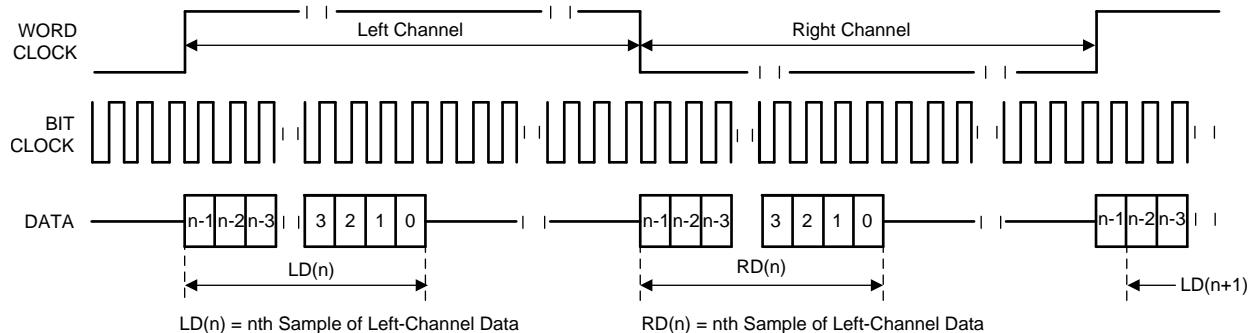 WORD
CLOCK
Left Channel
Right Channel
BIT
CLOCK
DATA
n-1 n-2 n-3 3 2 1 0
n-1 n-2 n-3 3 2 1 0
n-1 n-2 n-3
LD(n)
RD(n)
LD(n+1)
LD(n) = nth Sample of Left-Channel Data
RD(n) = nth Sample of Left-Channel Data